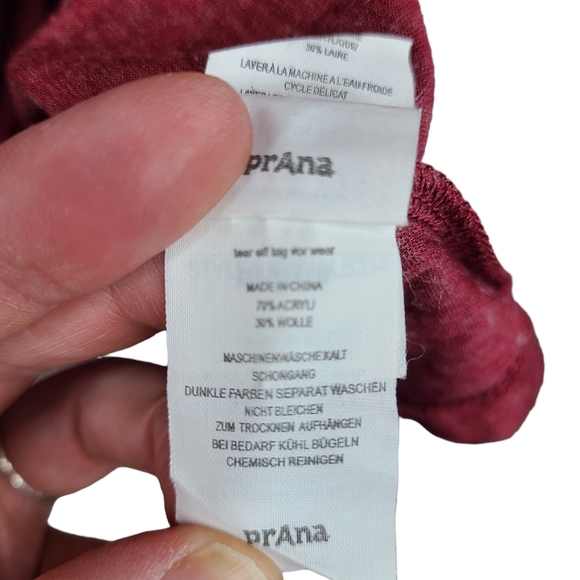 30% LAIRE
LAVER À LA MACHINE A L'EAU FROIDE
CYCLE DÉLICAT
prAna
tear off tag for wear
MADE IN CHINA
70% ACRYL
30% WOLLE
MASCHINENWÄSCHE KALT
SCHONGANG
DUNKLE FARBEN SEPARAT WASCHEN
NICHT BLEICHEN
ZUM TROCKNEN AUFHÄNGEN
BEI BEDARF KÜHL BÜGELN
CHEMISCH REINIGEN
prAna